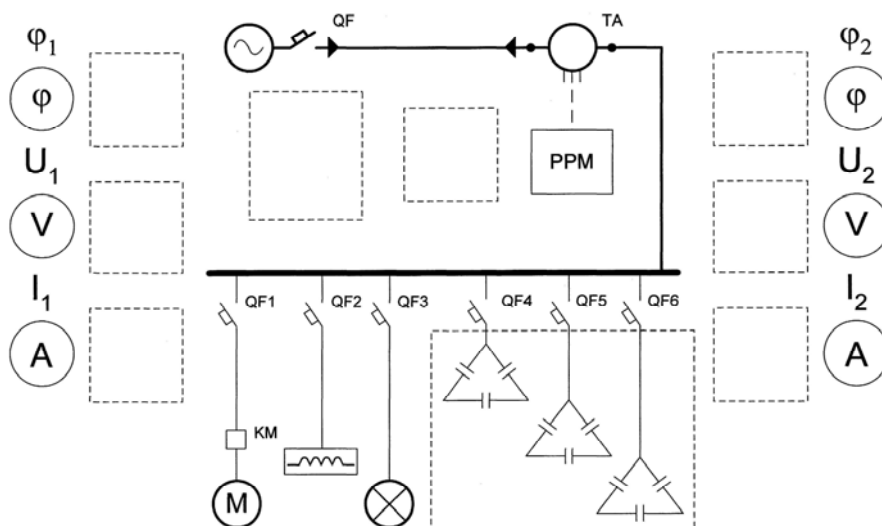 QF TA
φ₁ φ₂
φ φ
PPM
U₁ U₂
V V
I₁ I₂
QF1 QF2 QF3 QF4 QF5 QF6
A A
KM
M